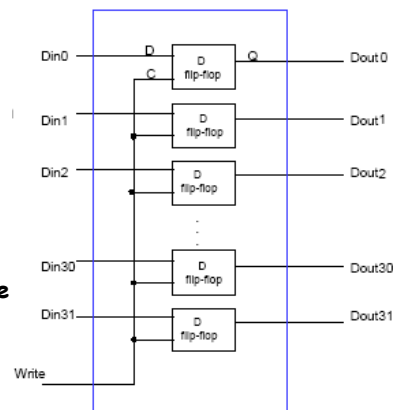 Din0 D D flip-flop Q Dout0
C
Din1 D flip-flop Dout1
Din2 D flip-flop Dout2
Din30 D flip-flop Dout30
e
Din31 D flip-flop Dout31
Write